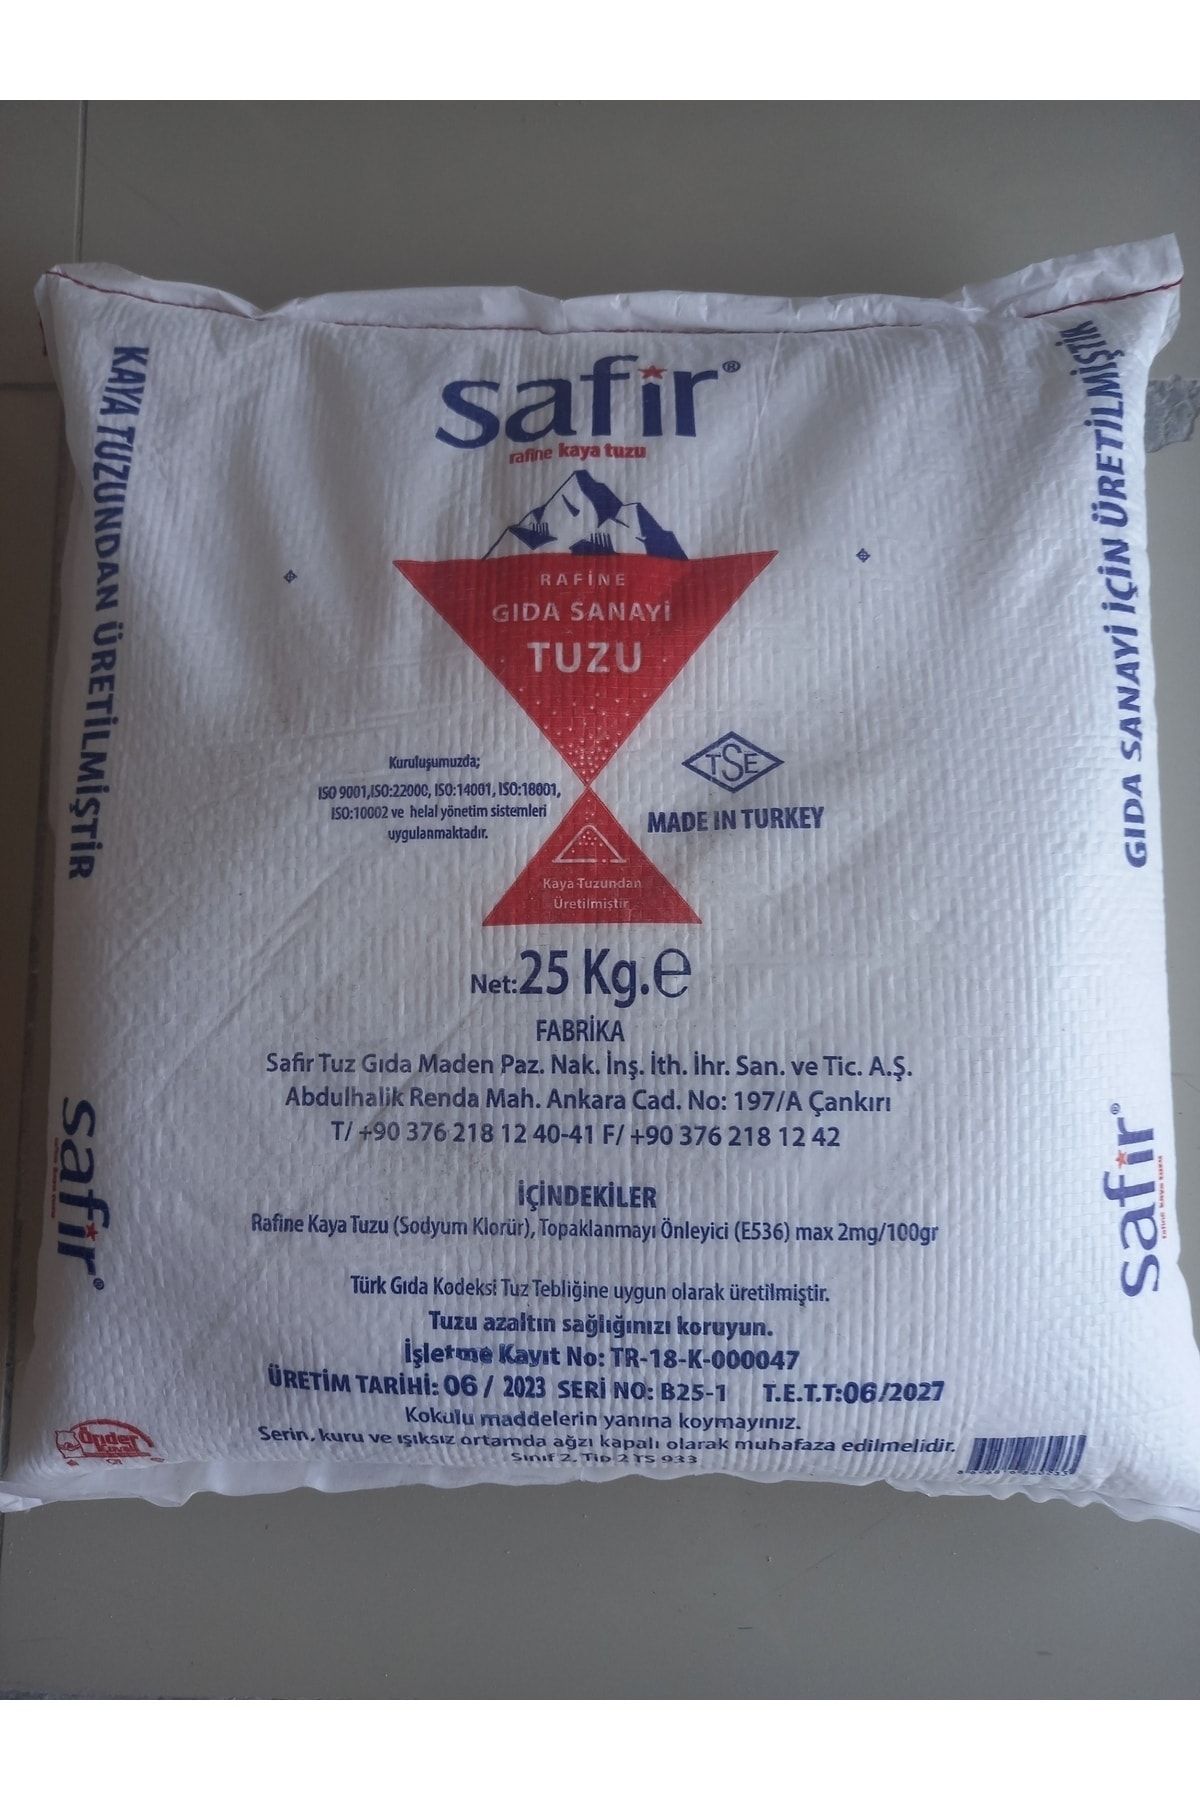 safir®
rafine kaya tuzu
RAFİNE
GIDA SANAYİ
TUZU
KAYA TUZUNDAN ÜRETİLMİŞTİR
GIDA SANAYİ İÇİN ÜRETİLMİŞTİR
Kuruluşumuzda;
ISO 9001,ISO:22000, ISO:14001, ISO:18001,
ISO:10002 ve helal yönetim sistemleri
uygulanmaktadır.
TSE
MADE IN TURKEY
Kaya Tuzundan
Üretilmiştir
Net:25 Kg.e
FABRİKA
Safir Tuz Gıda Maden Paz. Nak. İnş. İth. İhr. San. ve Tic. A.Ş.
Abdulhalik Renda Mah. Ankara Cad. No: 197/A Çankırı
T/ +90 376 218 12 40-41 F/ +90 376 218 12 42
safir®
rafine kaya tuzu
safir®
rafine kaya tuzu
İÇİNDEKİLER
Rafine Kaya Tuzu (Sodyum Klorür), Topaklanmayı Önleyici (E536) max 2mg/100gr
Türk Gıda Kodeksi Tuz Tebliğine uygun olarak üretilmiştir.
Tuzu azaltın sağlığınızı koruyun.
İşletme Kayıt No: TR-18-K-000047
ÜRETİM TARİHİ: 06 / 2023 SERİ NO: B25-1 T.E.T.T:06/2027
Kokulu maddelerin yanına koymayınız.
Serin, kuru ve ışıksız ortamda ağzı kapalı olarak muhafaza edilmelidir.
Sınıf 2, Tip 2 TS 933
Önder